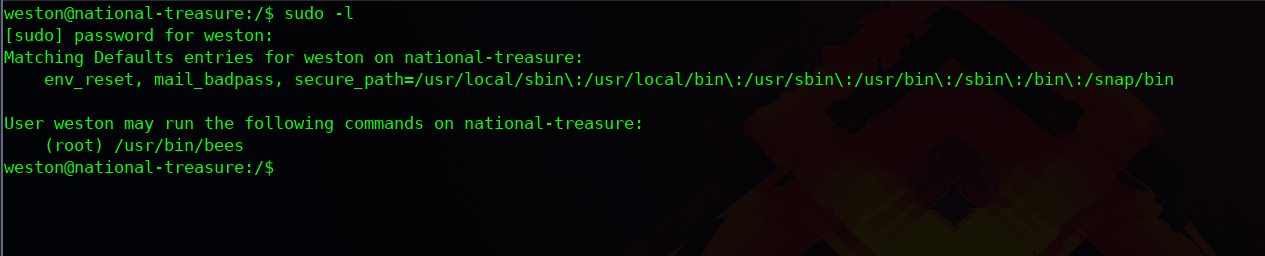 weston@national-treasure:/$ sudo -l
[sudo] password for weston:
Matching Defaults entries for weston on national-treasure:
    env_reset, mail_badpass, secure_path=/usr/local/sbin\:/usr/local/bin\:/usr/sbin\:/usr/bin\:/sbin\:/bin\:/snap/bin
User weston may run the following commands on national-treasure:
    (root) /usr/bin/bees
weston@national-treasure:/$